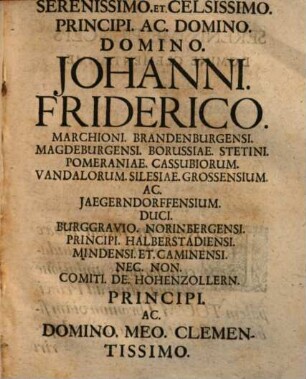 SERENISSIMO. ET. CELSISSIMO.
PRINCIPI. AC. DOMINO.
DOMINO.
JOHANNI.
FRIDERICO.
MARCHIONI. BRANDENBURGENSI.
MAGDEBURGENSI. BORUSSIAE. STETINI.
POMERANIAE. CASSUBIORUM.
VANDALORUM. SILESIAE. GROSSENSIUM.
AC.
JAEGERNDORFFENSIUM.
DUCI.
BURGGRAVIO. NORINBERGENSI.
PRINCIPI. HALBERSTADIENSI.
MINDENSI. ET. CAMINENSI.
NEC. NON.
COMITI. DE. HOHENZOLLERN.
PRINCIPI.
AC.
DOMINO. MEO. CLEMEN-
TISSIMO.